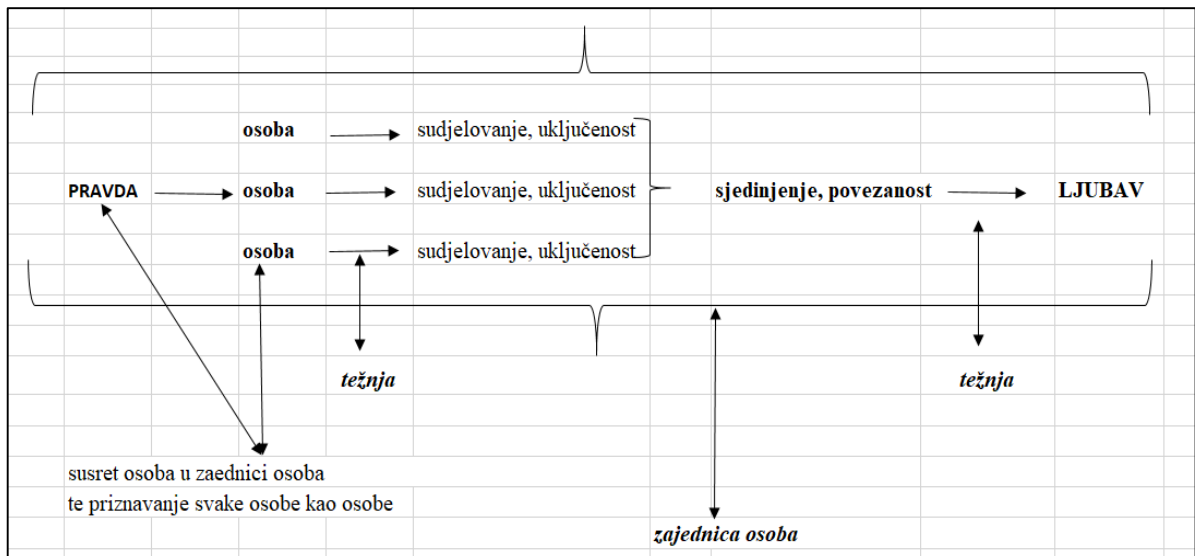 osoba sudjelovanje, uključenost
PRAVDA osoba sudjelovanje, uključenost sjedinjenje, povezanost LJUBAV
osoba sudjelovanje, uključenost
težnja težnja
susret osoba u zaednici osoba
te priznavanje svake osobe kao osobe
zajednica osoba